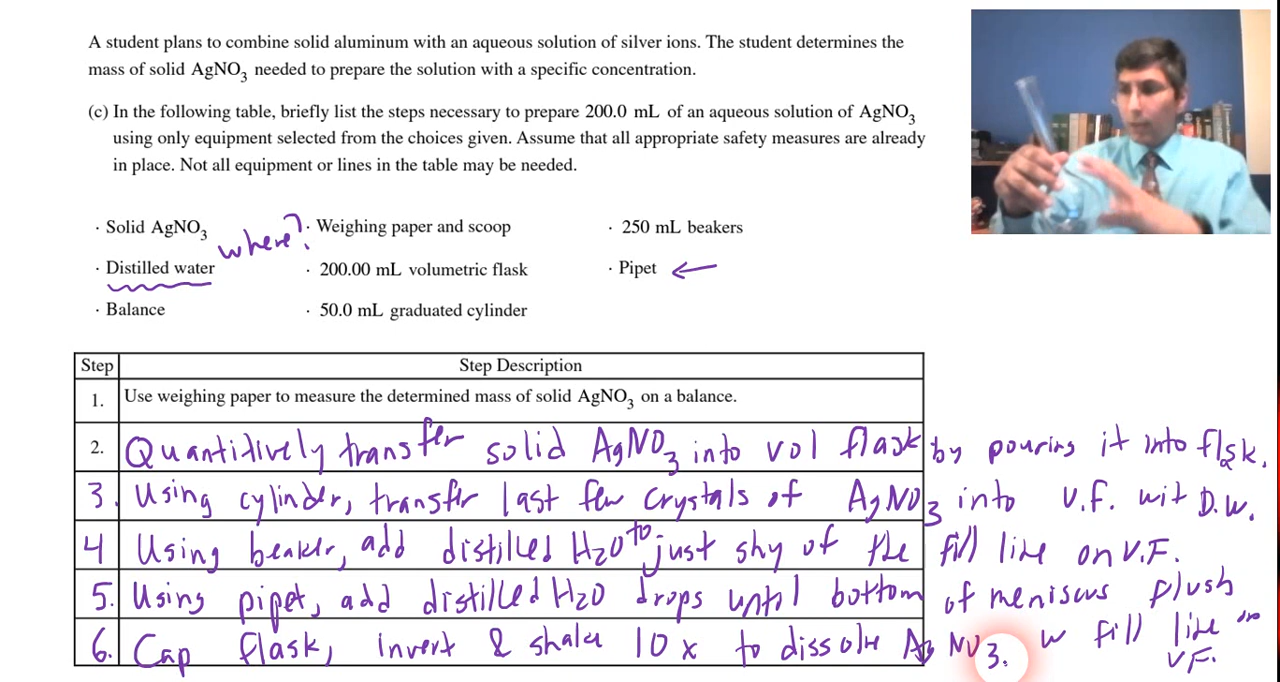 A student plans to combine solid aluminum with an aqueous solution of silver ions. The student determines the
mass of solid AgNO3 needed to prepare the solution with a specific concentration.
(c) In the following table, briefly list the steps necessary to prepare 200.0 mL of an aqueous solution of AgNO3
using only equipment selected from the choices given. Assume that all appropriate safety measures are already
in place. Not all equipment or lines in the table may be needed.
· Solid AgNO3 where? · Weighing paper and scoop · 250 mL beakers
· Distilled water · 200.00 mL volumetric flask · Pipet ←
· Balance · 50.0 mL graduated cylinder
Step Step Description
1. Use weighing paper to measure the determined mass of solid AgNO3 on a balance.
2. Quantitively transfer solid AgNO3 into vol flask by pouring it into flask.
3. Using cylinder, transfer last few crystals of AgNO3 into v.f. wit D.W.
4 Using beaker, add distilled H2O to just shy of the fill line on V.F.
5. Using pipet, add distilled H2O drops until bottom of meniscus flush
w fill line on VF.
6. Cap flask, invert & shake 10 x to dissolve AgNO3.